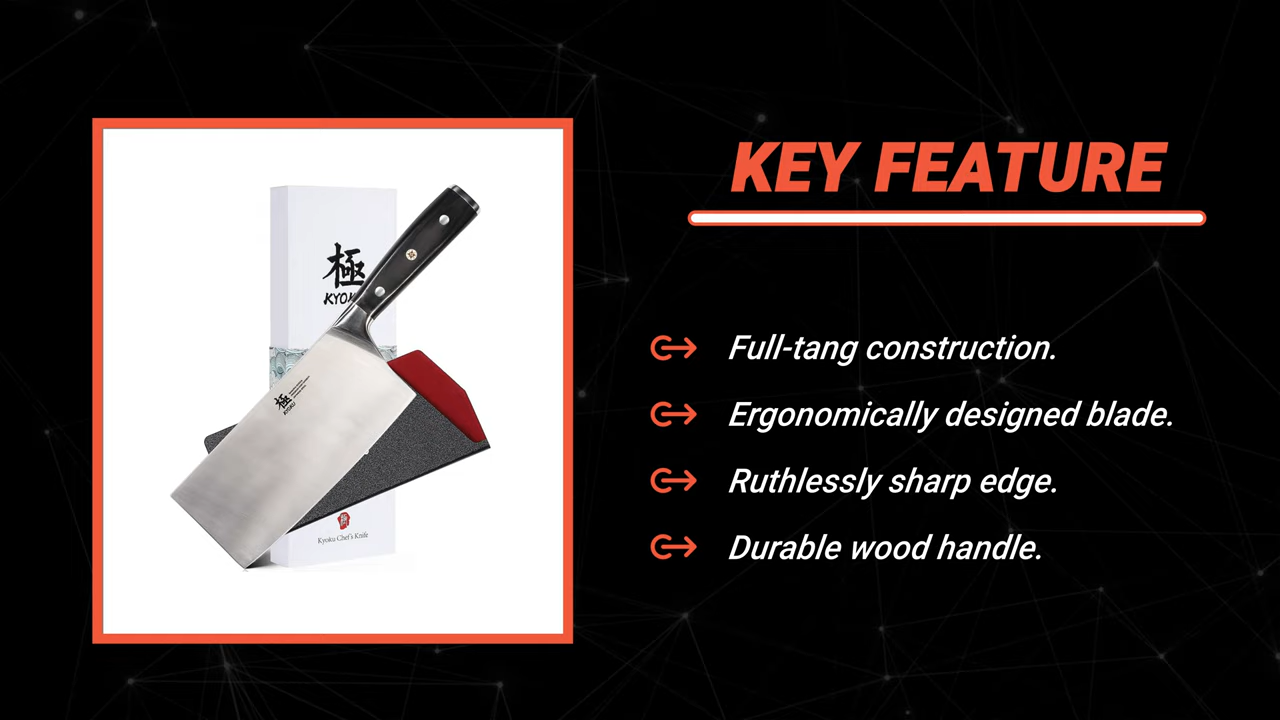 KEY FEATURE
極
極
KYOKU
Kyoku Chef's Knife
Full-tang construction.
Ergonomically designed blade.
Ruthlessly sharp edge.
Durable wood handle.